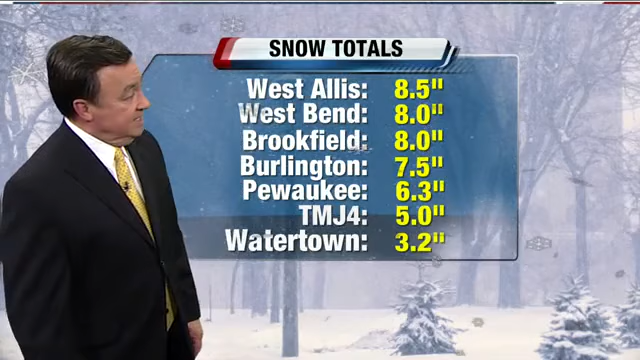 SNOW TOTALS
West Allis: 8.5"
West Bend: 8.0"
Brookfield: 8.0"
Burlington: 7.5"
Pewaukee: 6.3"
TMJ4: 5.0"
Watertown: 3.2"